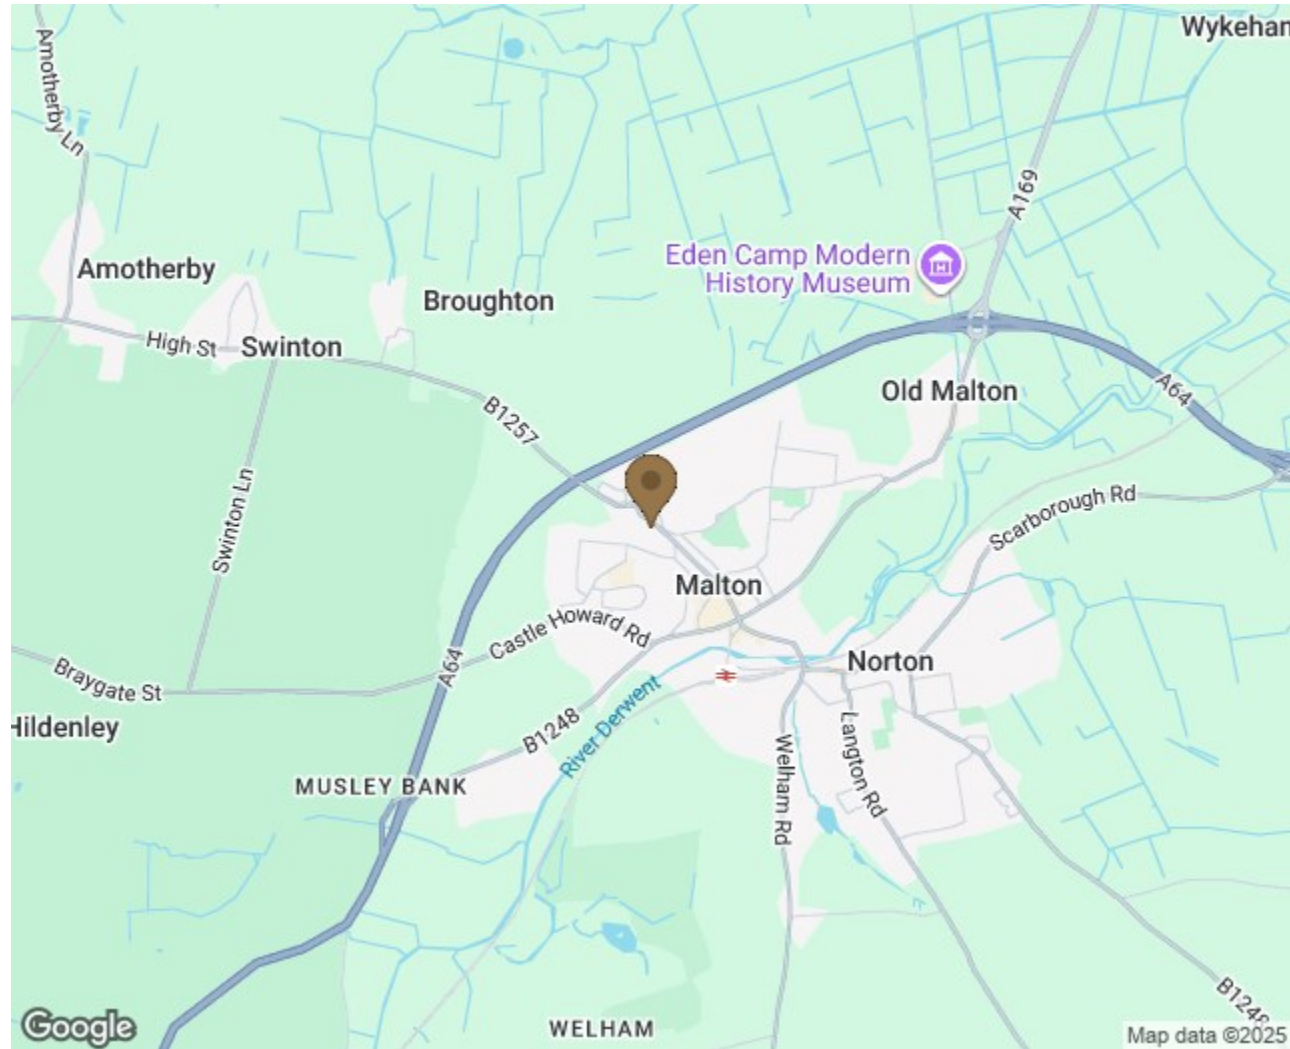 Wykehan
Amotherby Ln
A169
Eden Camp Modern
History Museum
Amotherby
Broughton
High St
Swinton
Old Malton
A64
B1257
Swinton Ln
Scarborough Rd
Malton
Castle Howard Rd
A64
Norton
Braygate St
Hildenley
River Derwent
B1248
Langton Rd
Welham Rd
MUSLEY BANK
B1248
WELHAM
Google
Map data ©2025